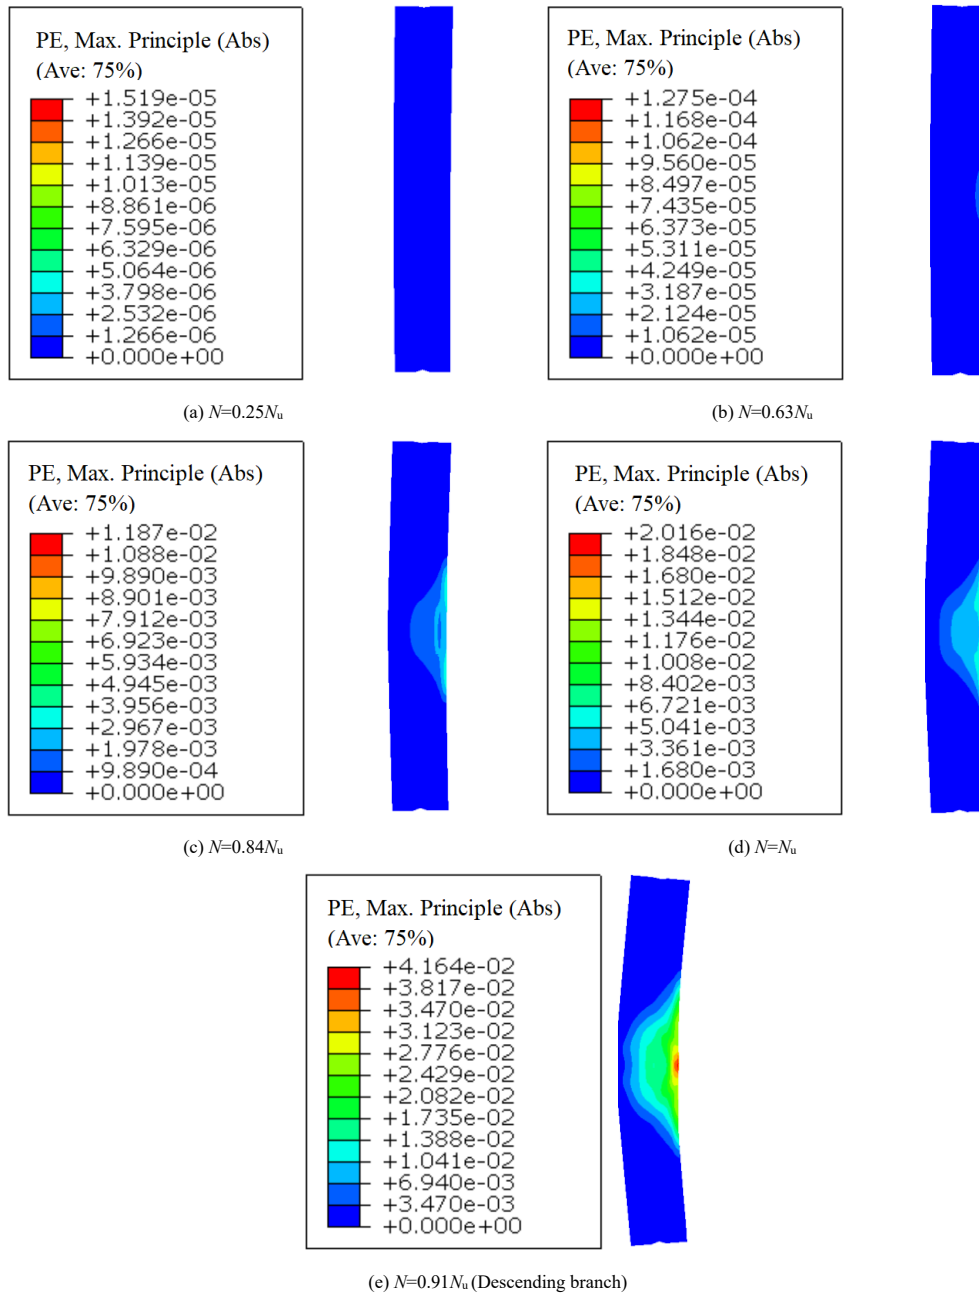 PE, Max. Principle (Abs)
(Ave: 75%)
+1.519e-05
+1.392e-05
+1.266e-05
+1.139e-05
+1.013e-05
+8.861e-06
+7.595e-06
+6.329e-06
+5.064e-06
+3.798e-06
+2.532e-06
+1.266e-06
+0.000e+00
(a) N=0.25Nu
PE, Max. Principle (Abs)
(Ave: 75%)
+1.275e-04
+1.168e-04
+1.062e-04
+9.560e-05
+8.497e-05
+7.435e-05
+6.373e-05
+5.311e-05
+4.249e-05
+3.187e-05
+2.124e-05
+1.062e-05
+0.000e+00
(b) N=0.63Nu
PE, Max. Principle (Abs)
(Ave: 75%)
+1.187e-02
+1.088e-02
+9.890e-03
+8.901e-03
+7.912e-03
+6.923e-03
+5.934e-03
+4.945e-03
+3.956e-03
+2.967e-03
+1.978e-03
+9.890e-04
+0.000e+00
(c) N=0.84Nu
PE, Max. Principle (Abs)
(Ave: 75%)
+2.016e-02
+1.848e-02
+1.680e-02
+1.512e-02
+1.344e-02
+1.176e-02
+1.008e-02
+8.402e-03
+6.721e-03
+5.041e-03
+3.361e-03
+1.680e-03
+0.000e+00
(d) N=Nu
PE, Max. Principle (Abs)
(Ave: 75%)
+4.164e-02
+3.817e-02
+3.470e-02
+3.123e-02
+2.776e-02
+2.429e-02
+2.082e-02
+1.735e-02
+1.388e-02
+1.041e-02
+6.940e-03
+3.470e-03
+0.000e+00
(e) N=0.91Nu (Descending branch)